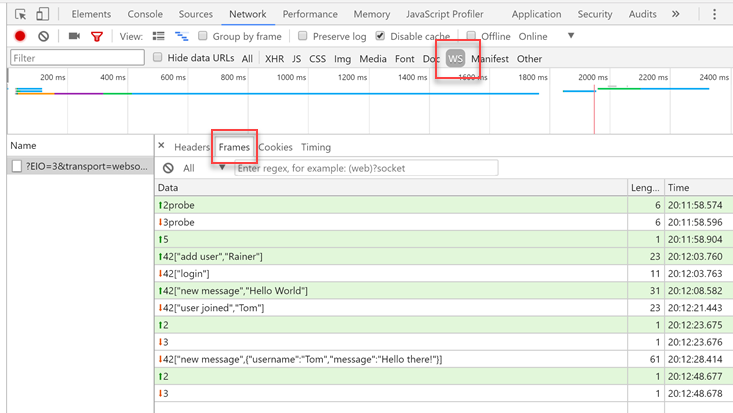 Elements Console Sources Network Performance Memory JavaScript Profiler Application Security Audits »
View: Group by frame Preserve log Disable cache Offline Online
Filter Hide data URLs All XHR JS CSS Img Media Font Doc WS Manifest Other
200 ms 400 ms 600 ms 800 ms 1000 ms 1200 ms 1400 ms 1600 ms 1800 ms 2000 ms 2200 ms 2400 ms
Name × Headers Frames Cookies Timing
?EIO=3&transport=webso... All Enter regex, for example: (web)?socket
Data Leng... Time
↑2probe 6 20:11:58.574
↓3probe 6 20:11:58.596
↑5 1 20:11:58.904
↑42["add user","Rainer"] 23 20:12:03.760
↓42["login"] 11 20:12:03.763
↑42["new message","Hello World"] 31 20:12:08.582
↓42["user joined","Tom"] 23 20:12:21.443
↑2 1 20:12:23.675
↓3 1 20:12:23.676
↓42["new message",{"username":"Tom","message":"Hello there!"}] 61 20:12:28.414
↑2 1 20:12:48.677
↓3 1 20:12:48.678